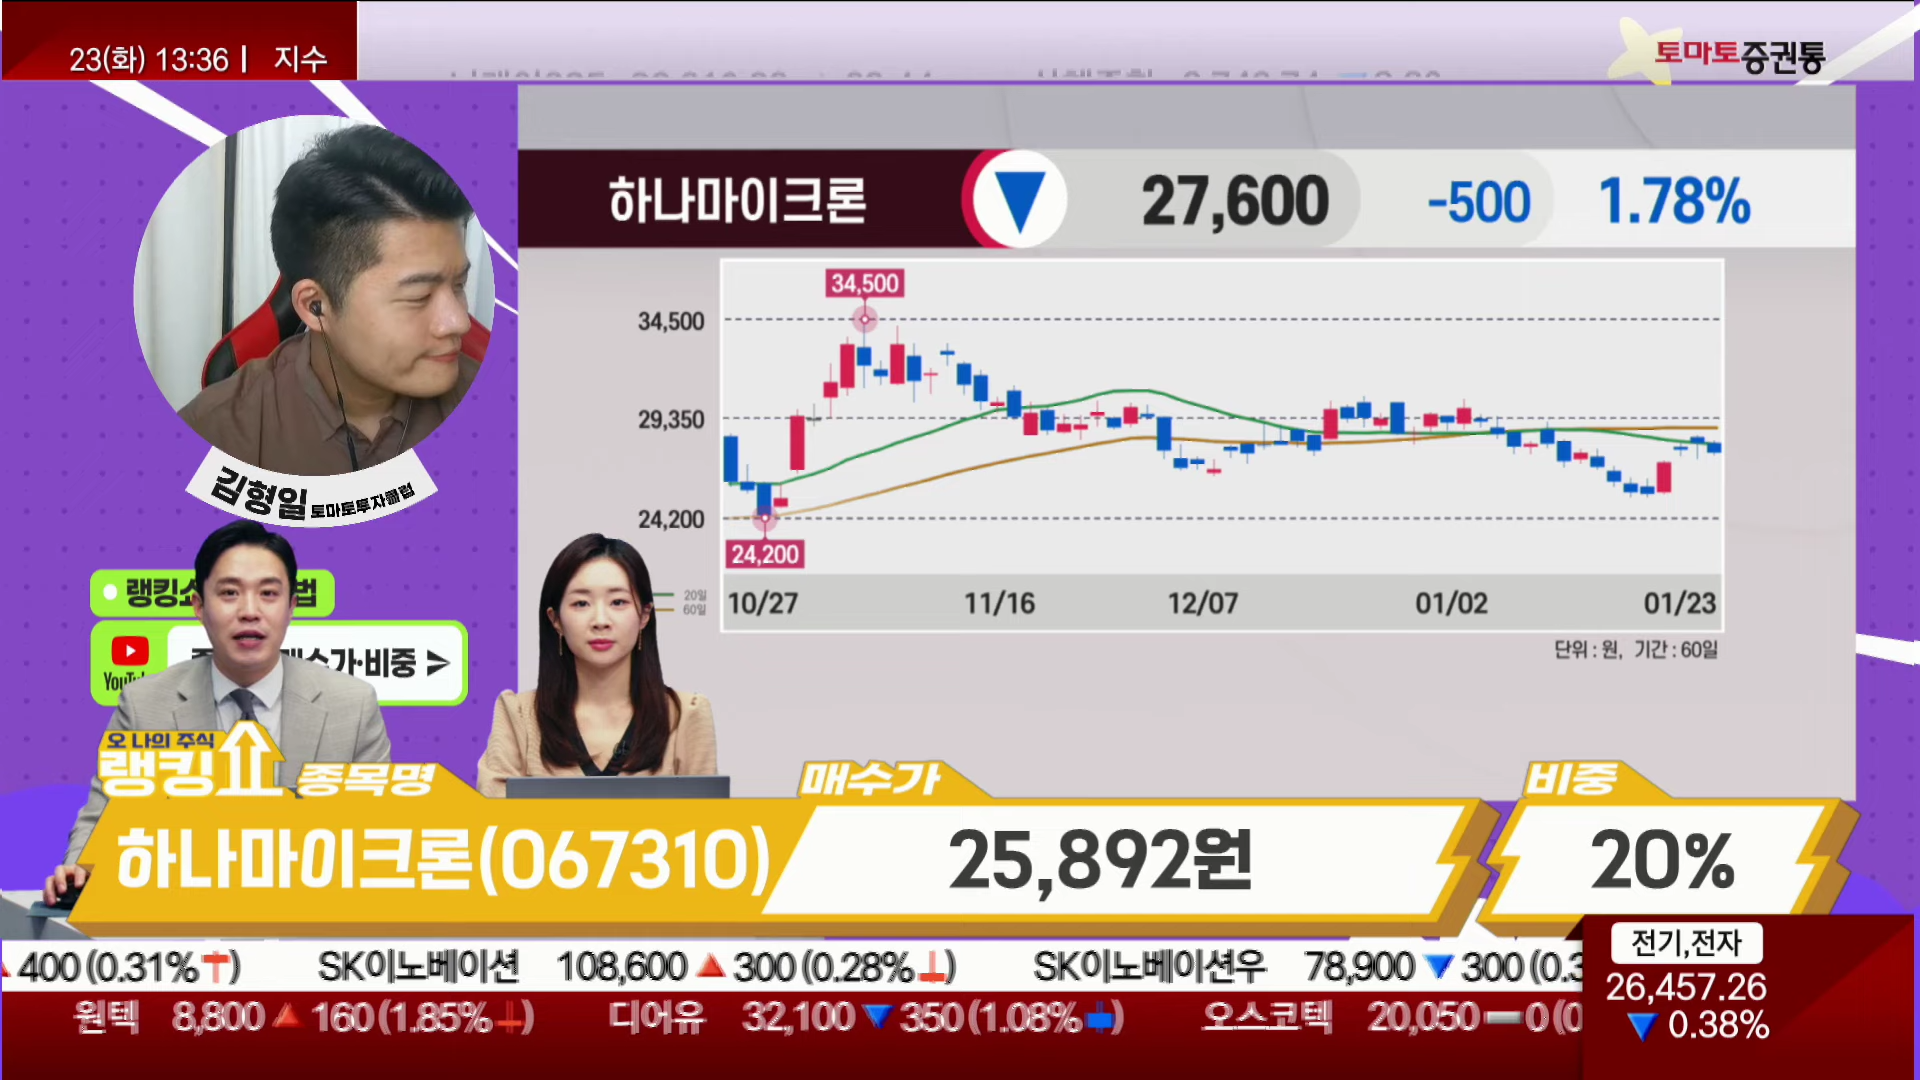 23(화) 13:36 | 지수
토마토증권통
하나마이크론 ▼ 27,600 -500 1.78%
34,500
34,500
29,350
24,200
24,200
20일
60일
10/27 11/16 12/07 01/02 01/23
단위 : 원, 기간 : 60일
김형일 토마토투자클럽
매수가·비중
오 나의 주식
랭킹
종목명
매수가
비중
하나마이크론(067310)
25,892원
20%
400(0.31%) SK이노베이션 108,600 ▲ 300(0.28%) SK이노베이션우 78,900 ▼ 300(0.3
원텍 8,800 ▲ 160(1.85%) 디어유 32,100 ▼ 350(1.08%) 오스코텍 20,050 0(0
전기,전자
26,457.26
▼ 0.38%